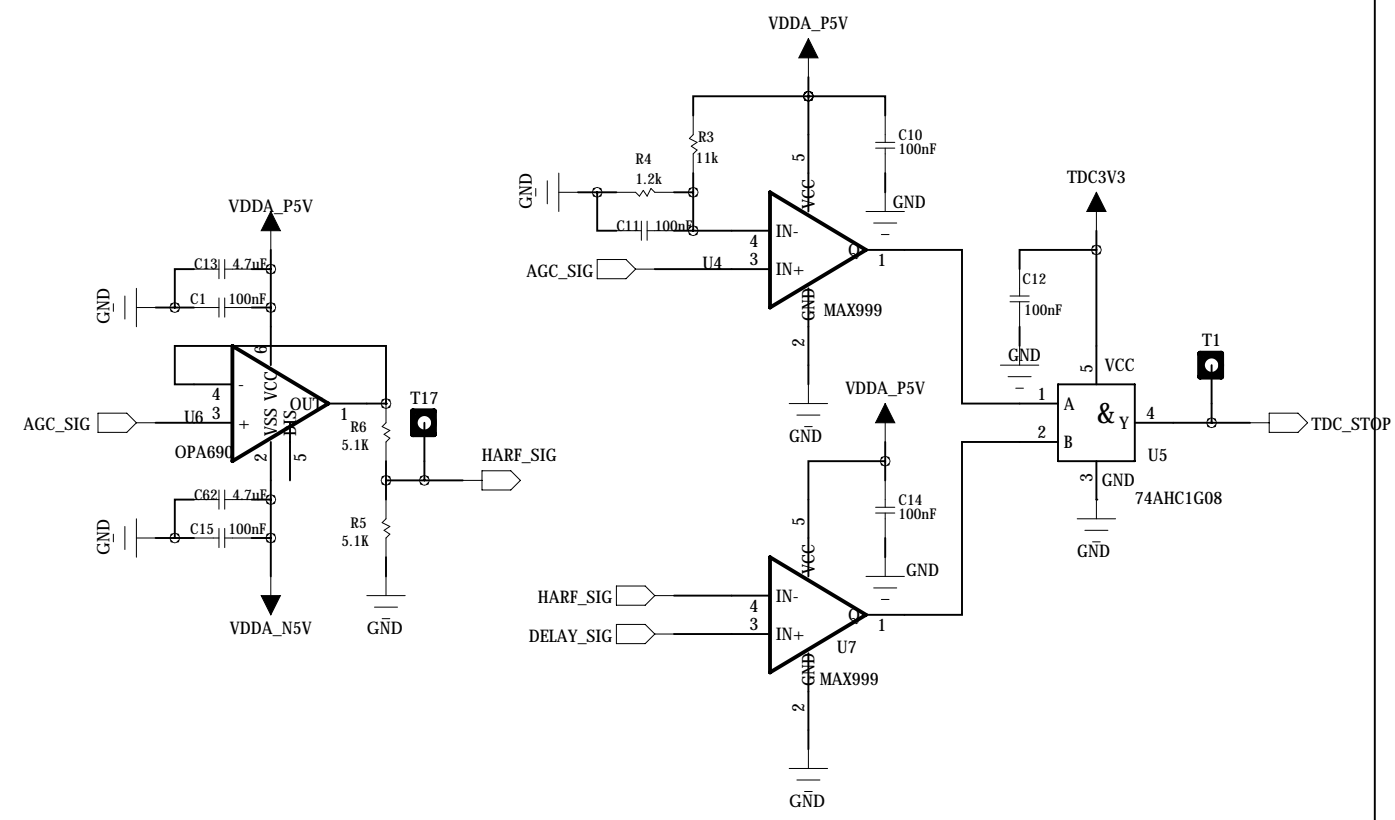 VDDA_P5V
C13 4.7uF
C1 100nF
GND
6
VCC
4
-
AGC_SIG
U6
3
+
OUT
1
VSS
DIS
OPA690
2
5
R6
5.1K
T17
HARF_SIG
C62 4.7uF
C15 100nF
GND
R5
5.1K
VDDA_N5V
GND
VDDA_P5V
R3
11k
C10
100nF
R4
1.2k
GND
C11 100nF
5
VCC
GND
IN-
4
AGC_SIG
U4
3
IN+
Q
1
GND
MAX999
2
GND
TDC3V3
C12
100nF
GND
5
VCC
T1
1
A
&
Y
4
TDC_STOP
2
B
U5
3
GND
74AHC1G08
GND
VDDA_P5V
C14
100nF
5
VCC
GND
HARF_SIG
IN-
4
DELAY_SIG
3
IN+
Q
1
U7
GND
MAX999
2
GND